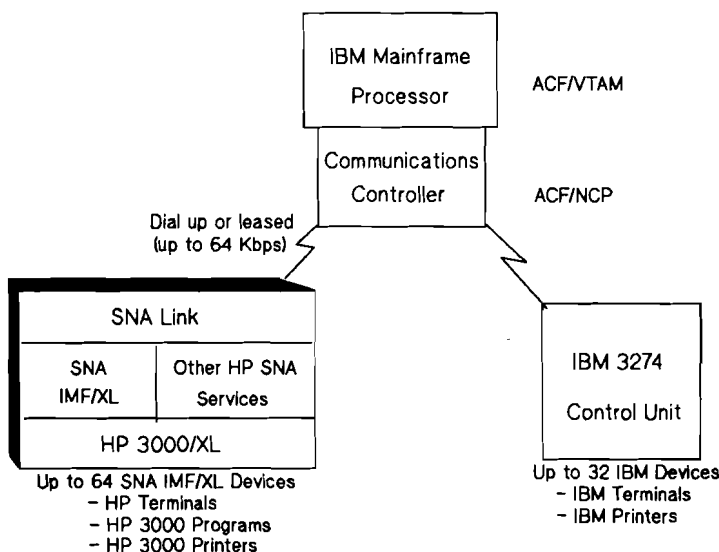 IBM Mainframe
Processor
ACF/VTAM
Communications
Controller
ACF/NCP
Dial up or leased
(up to 64 Kbps)
SNA Link
SNA
IMF/XL
Other HP SNA
Services
HP 3000/XL
Up to 64 SNA IMF/XL Devices
- HP Terminals
- HP 3000 Programs
- HP 3000 Printers
IBM 3274
Control Unit
Up to 32 IBM Devices
- IBM Terminals
- IBM Printers